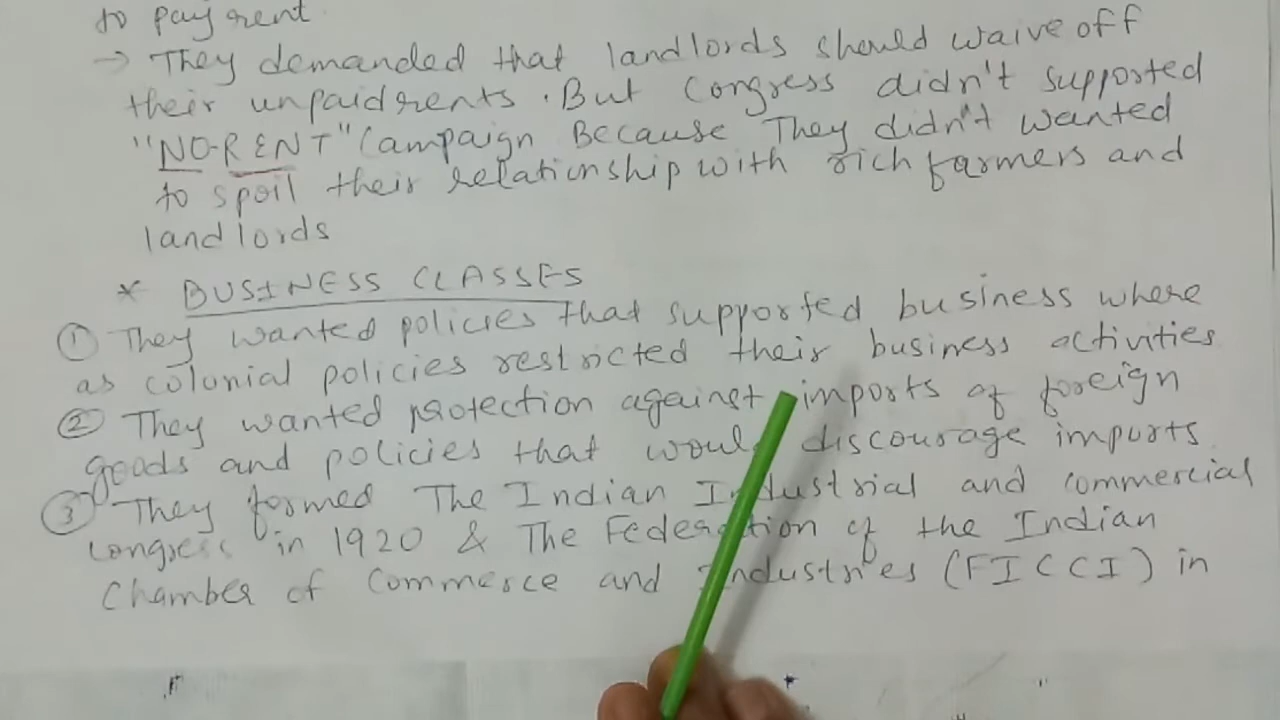 to pay rent
→ They demanded that landlords should waive off
their unpaid rents. But Congress didn't supported
"NO-RENT" Campaign Because They didn't wanted
to spoil their relationship with rich farmers and
landlords
* BUSINESS CLASSES
① They wanted policies that supported business where
as colonial policies restricted their business activities
② They wanted protection against imports of foreign
goods and policies that would discourage imports
③ They formed The Indian Industrial and commercial
Congress in 1920 & The Federation of the Indian
Chamber of Commerce and Industries (FICCI) in